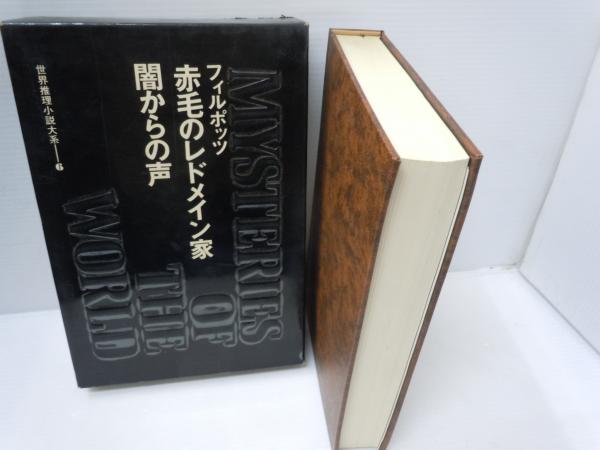 フィルポッツ
赤毛のレドメイン家
闇からの声
世界推理小説大系—6
MYSTERIES
OF
THE
WORLD